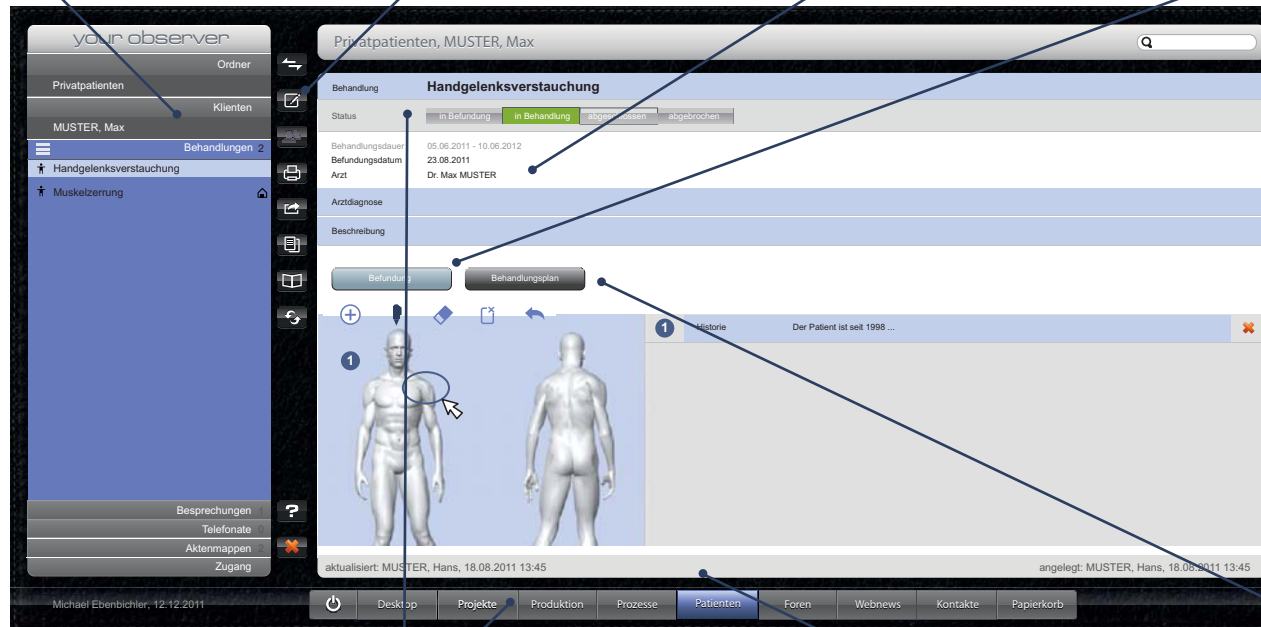 your observer
Ordner
Privatpatienten
Klienten
MUSTER, Max
Behandlungen 2
Handgelenksverstauchung
Muskelzerrung
Besprechungen 1
Telefonate 0
Aktenmappen 2
Zugang
Privatpatienten, MUSTER, Max
Behandlung Handgelenksverstauchung
Status in Befundung in Behandlung abgeschlossen abgebrochen
Behandlungsdauer 05.06.2011 - 10.06.2012
Befundungsdatum 23.08.2011
Arzt Dr. Max MUSTER
Arztdiagnose
Beschreibung
Befundung Behandlungsplan
1 Historie Der Patient ist seit 1998 ...
1
?
aktualisiert: MUSTER, Hans, 18.08.2011 13:45 angelegt: MUSTER, Hans, 18.08.2011 13:45
Michael Ebenbichler, 12.12.2011 Desktop Projekte Produktion Prozesse Patienten Foren Webnews Kontakte Papierkorb